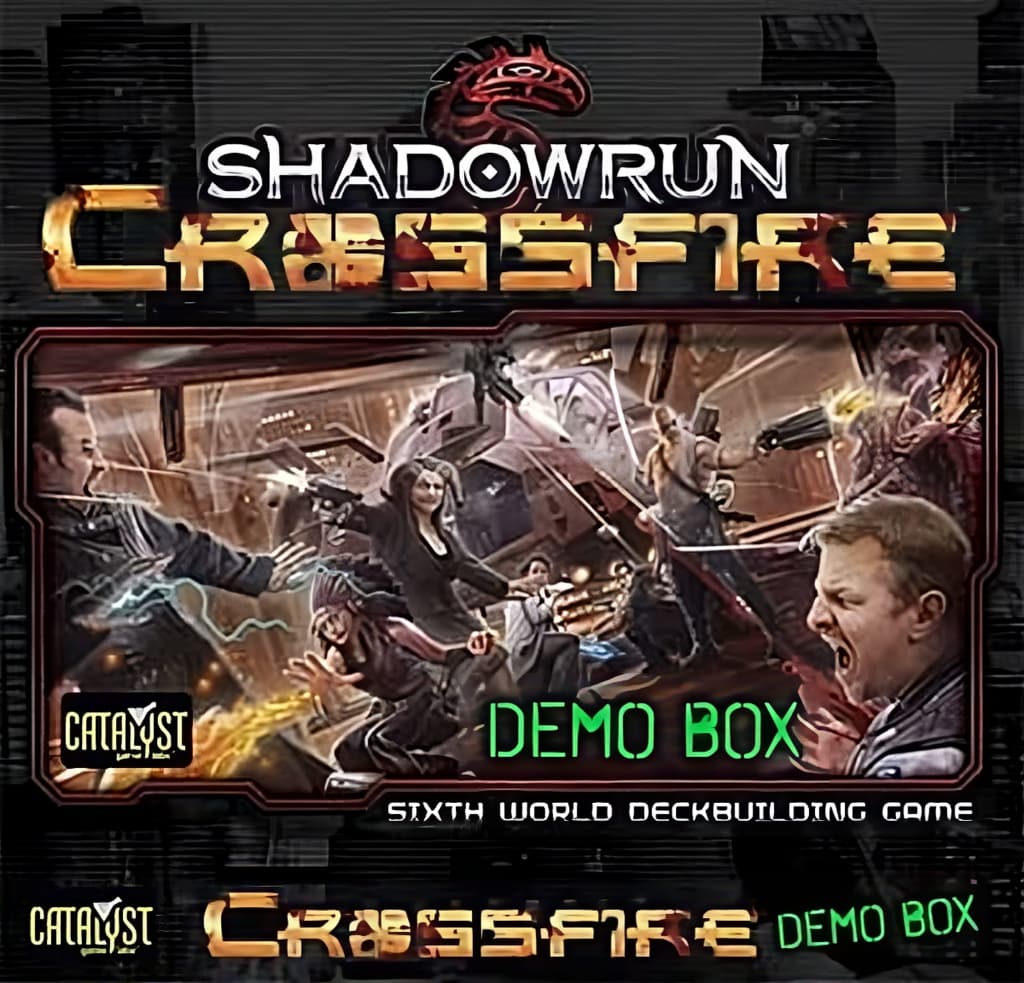 SHADOWRUN
CROSSFIRE
CATALYST
DEMO BOX
SIXTH WORLD DECKBUILDING GAME
CATALYST
CROSSFIRE
DEMO BOX